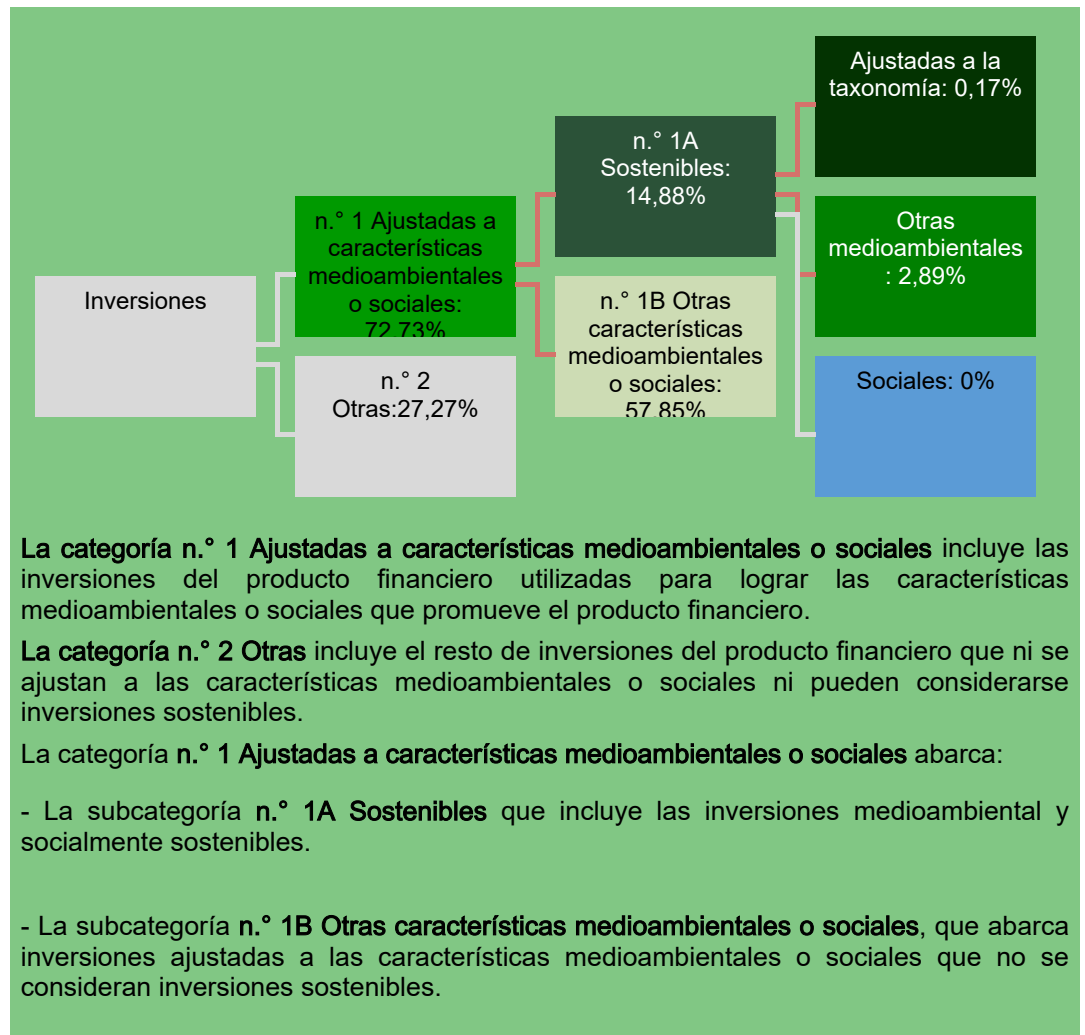 Ajustadas a la
taxonomía: 0,17%
n.° 1A
Sostenibles:
14,88%
n.° 1 Ajustadas a
características
medioambientales
o sociales:
72,73%
Otras
medioambientales
: 2,89%
Inversiones
n.° 1B Otras
características
medioambientales
o sociales:
57,85%
n.° 2
Otras:27,27%
Sociales: 0%
La categoría n.° 1 Ajustadas a características medioambientales o sociales incluye las
inversiones del producto financiero utilizadas para lograr las características
medioambientales o sociales que promueve el producto financiero.
La categoría n.° 2 Otras incluye el resto de inversiones del producto financiero que ni se
ajustan a las características medioambientales o sociales ni pueden considerarse
inversiones sostenibles.
La categoría n.° 1 Ajustadas a características medioambientales o sociales abarca:
- La subcategoría n.° 1A Sostenibles que incluye las inversiones medioambiental y
socialmente sostenibles.
- La subcategoría n.° 1B Otras características medioambientales o sociales, que abarca
inversiones ajustadas a las características medioambientales o sociales que no se
consideran inversiones sostenibles.